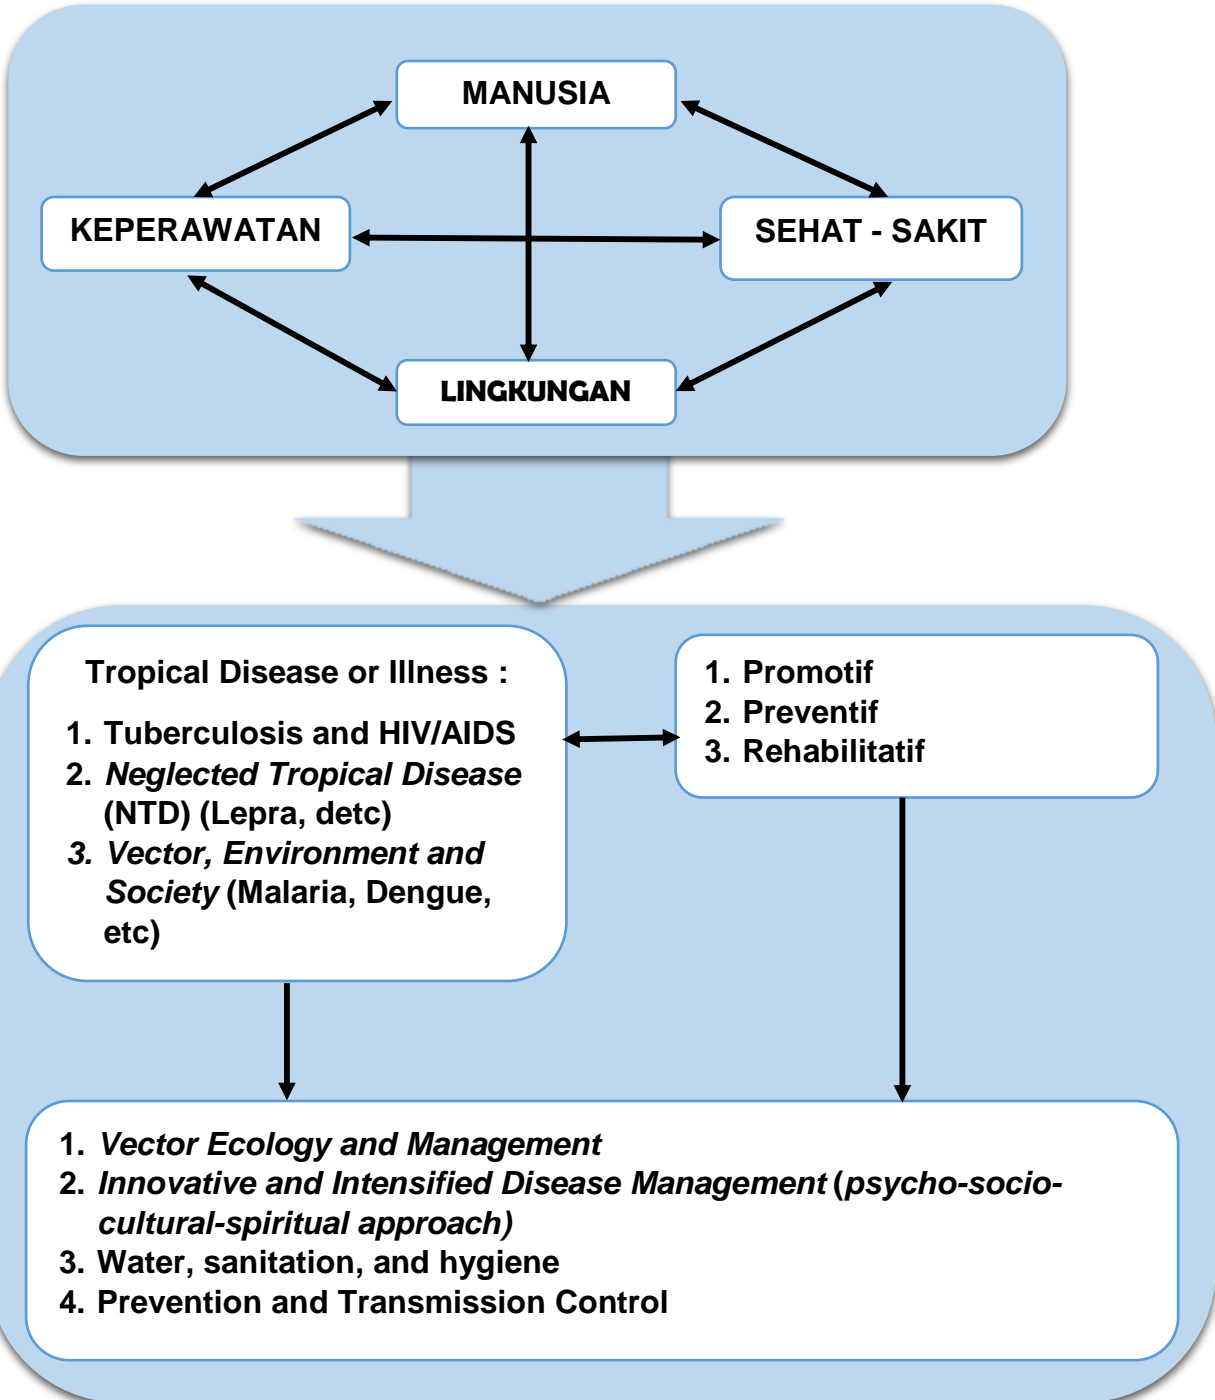 MANUSIA
KEPERAWATAN
SEHAT - SAKIT
LINGKUNGAN
Tropical Disease or Illness :
1. Tuberculosis and HIV/AIDS
2. Neglected Tropical Disease
(NTD) (Lepra, detc)
3. Vector, Environment and
Society (Malaria, Dengue,
etc)
1. Promotif
2. Preventif
3. Rehabilitatif
1. Vector Ecology and Management
2. Innovative and Intensified Disease Management (psycho-socio-
cultural-spiritual approach)
3. Water, sanitation, and hygiene
4. Prevention and Transmission Control